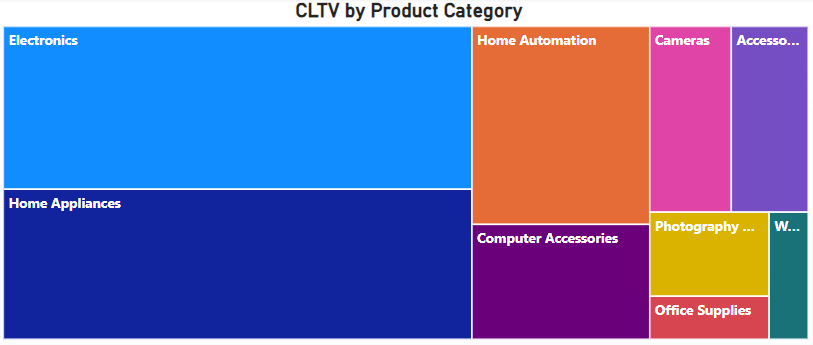 CLTV by Product Category
Electronics
Home Appliances
Home Automation
Computer Accessories
Cameras
Accesso...
Photography ...
Office Supplies
W...